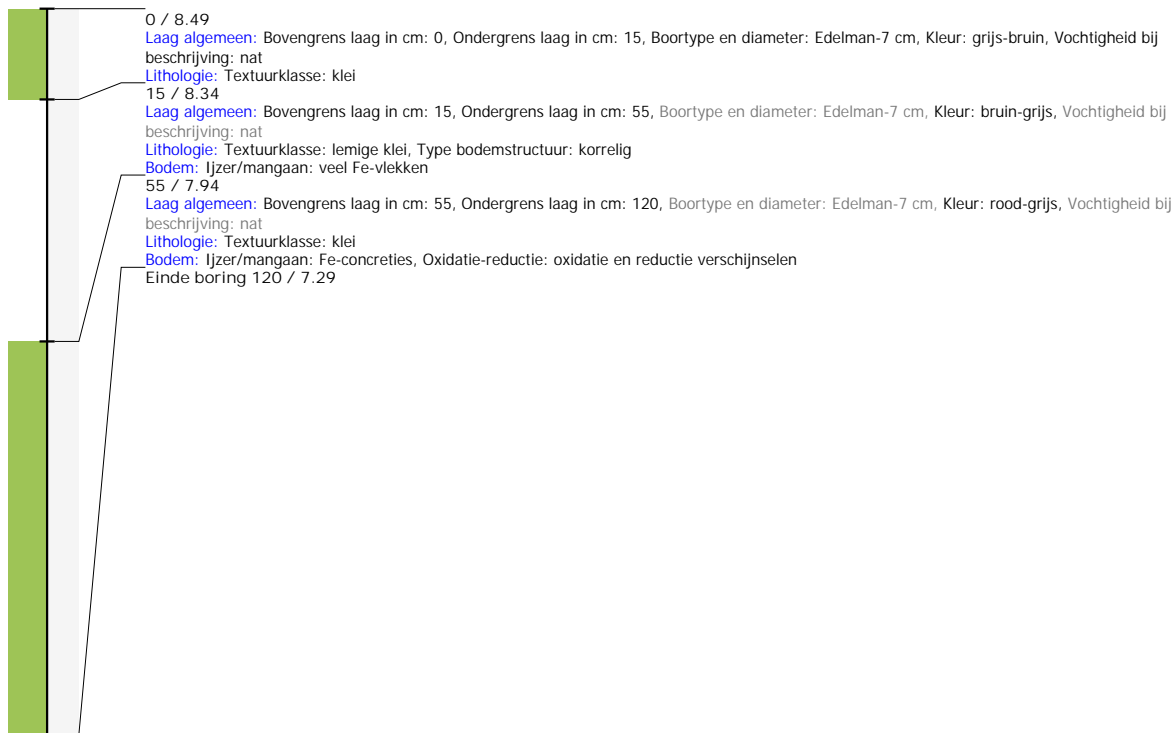 0 / 8.49
Laag algemeen: Bovengrens laag in cm: 0, Ondergrens laag in cm: 15, Boortype en diameter: Edelman-7 cm, Kleur: grijs-bruin, Vochtigheid bij
beschrijving: nat
Lithologie: Textuurklasse: klei
15 / 8.34
Laag algemeen: Bovengrens laag in cm: 15, Ondergrens laag in cm: 55, Boortype en diameter: Edelman-7 cm, Kleur: bruin-grijs, Vochtigheid bij
beschrijving: nat
Lithologie: Textuurklasse: lemige klei, Type bodemstructuur: korrelig
Bodem: Ijzer/mangaan: veel Fe-vlekken
55 / 7.94
Laag algemeen: Bovengrens laag in cm: 55, Ondergrens laag in cm: 120, Boortype en diameter: Edelman-7 cm, Kleur: rood-grijs, Vochtigheid bij
beschrijving: nat
Lithologie: Textuurklasse: klei
Bodem: Ijzer/mangaan: Fe-concreties, Oxidatie-reductie: oxidatie en reductie verschijnselen
Einde boring 120 / 7.29